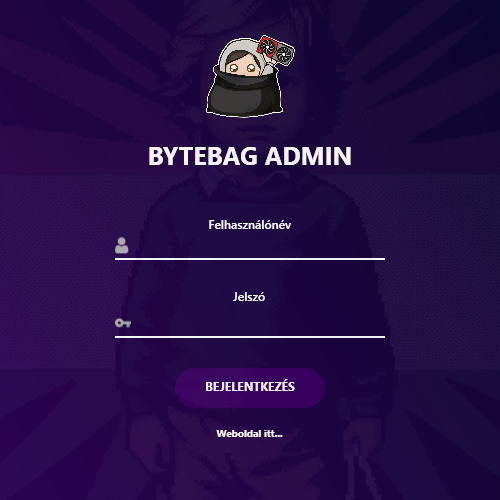 BYTEBAG ADMIN
Felhasználónév
Jelszó
BEJELENTKEZÉS
Weboldal itt...